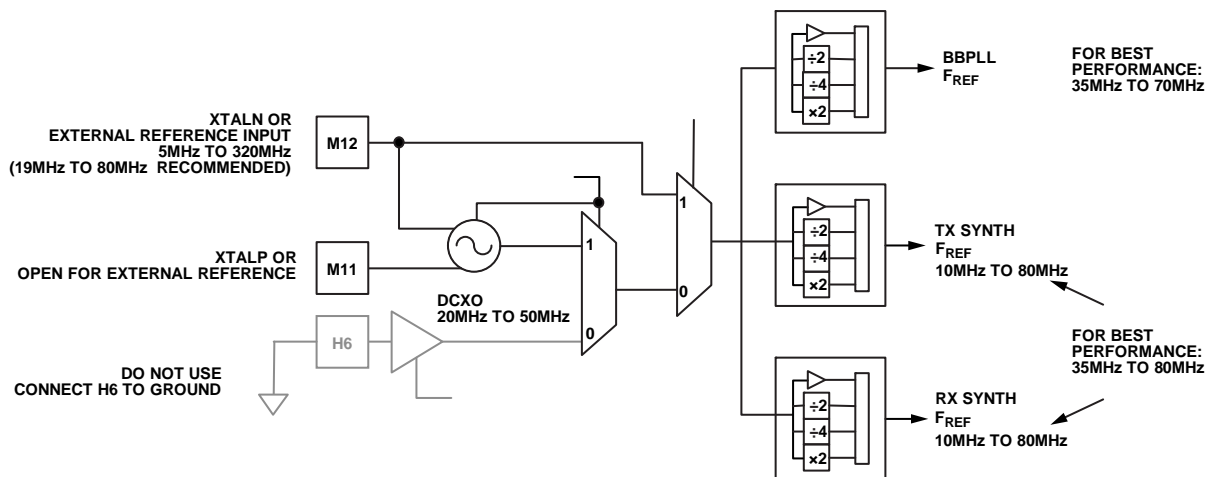 XTALN OR
EXTERNAL REFERENCE INPUT
5MHz TO 320MHz
(19MHz TO 80MHz RECOMMENDED)
M12
XTALP OR
OPEN FOR EXTERNAL REFERENCE
M11
DO NOT USE
CONNECT H6 TO GROUND
H6
DCXO
20MHz TO 50MHz
1
0
1
0
÷2
÷4
×2
BBPLL
FREF
FOR BEST
PERFORMANCE:
35MHz TO 70MHz
÷2
÷4
×2
TX SYNTH
FREF
10MHz TO 80MHz
FOR BEST
PERFORMANCE:
35MHz TO 80MHz
÷2
÷4
×2
RX SYNTH
FREF
10MHz TO 80MHz